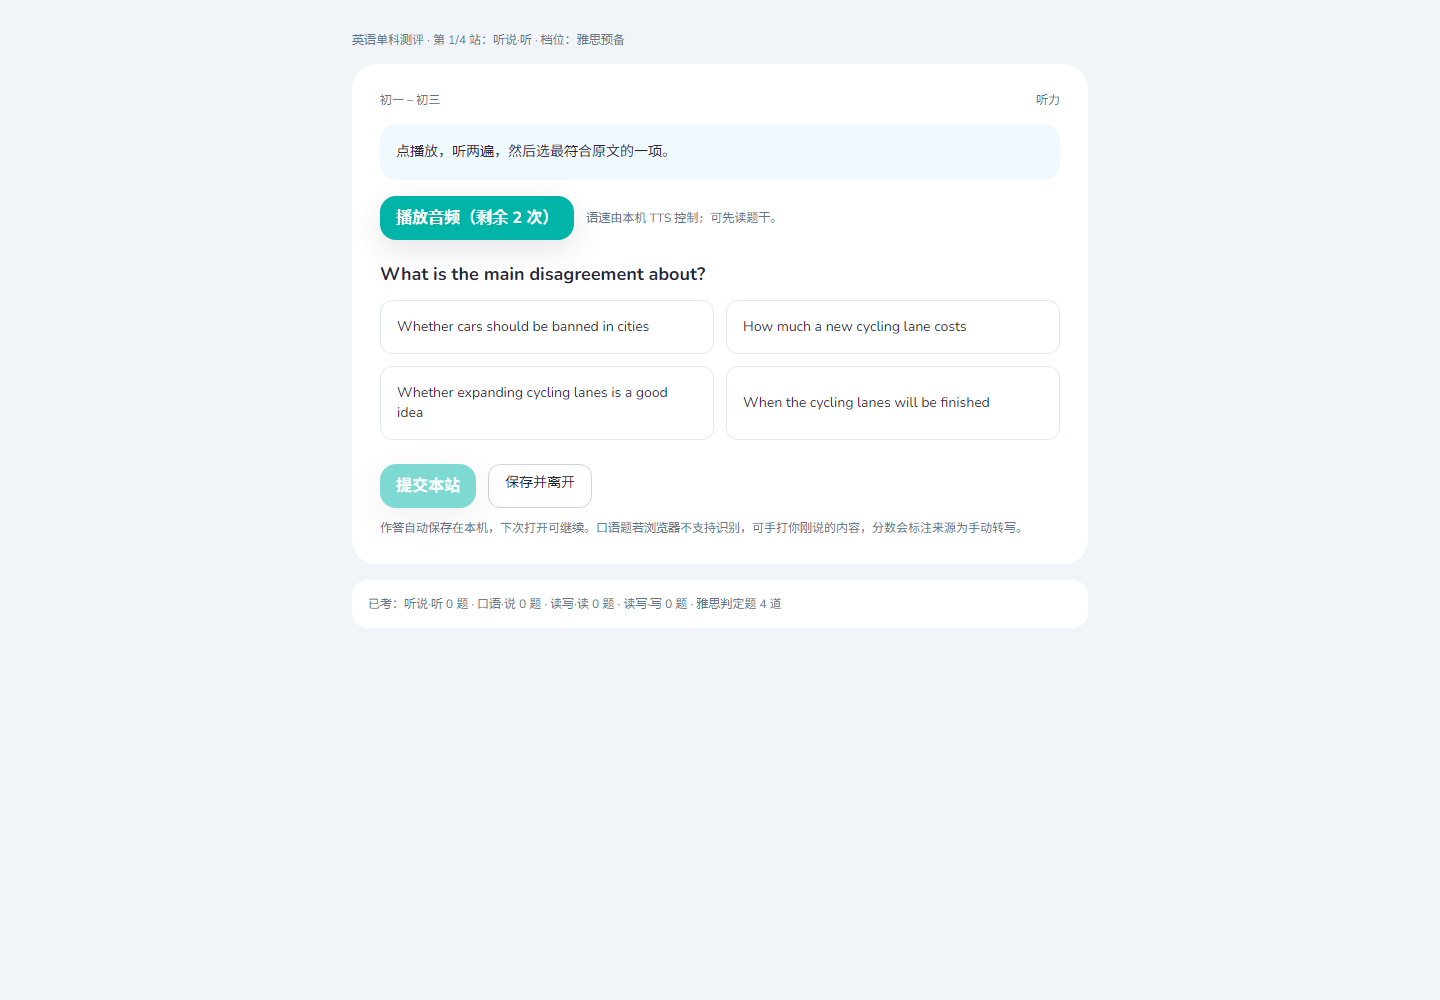 英语单科测评 · 第 1/4 站：听说·听 · 档位：雅思预备
初一 – 初三
听力
点播放，听两遍，然后选最符合原文的一项。
播放音频（剩余 2 次）
语速由本机 TTS 控制；可先读题干。
What is the main disagreement about?
Whether cars should be banned in cities
How much a new cycling lane costs
Whether expanding cycling lanes is a good
idea
When the cycling lanes will be finished
提交本站
保存并离开
作答自动保存在本机，下次打开可继续。口语题若浏览器不支持识别，可手打你刚说的内容，分数会标注来源为手动转写。
已考：听说·听 0 题 · 口语·说 0 题 · 读写·读 0 题 · 读写·写 0 题 · 雅思判定题 4 道